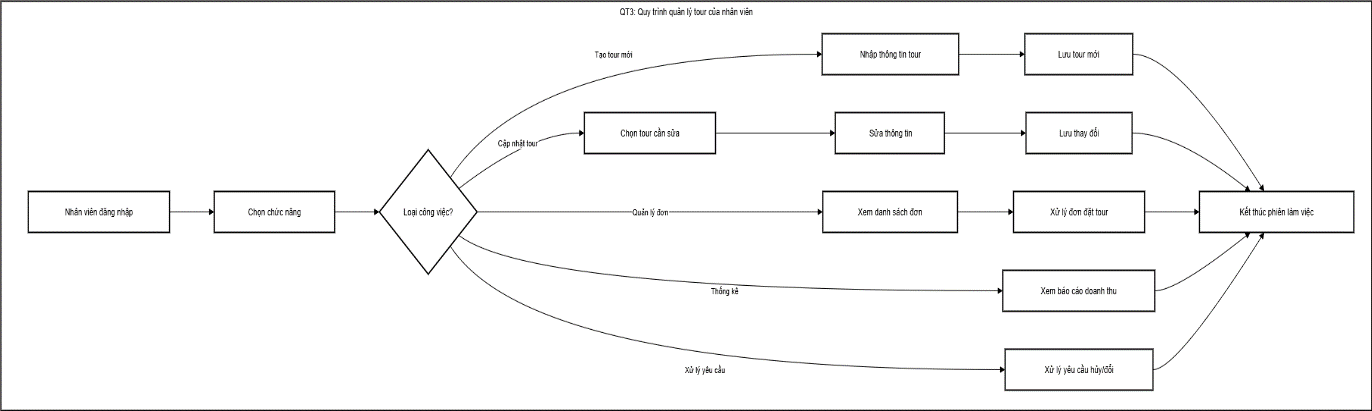 QT3: Quy trình quản lý tour của nhân viên
Tạo tour mới
Nhập thông tin tour
Lưu tour mới
Cập nhật tour
Chọn tour cần sửa
Sửa thông tin
Lưu thay đổi
Nhân viên đăng nhập
Chọn chức năng
Loại công việc?
Quản lý đơn
Xem danh sách đơn
Xử lý đơn đặt tour
Kết thúc phiên làm việc
Thống kê
Xem báo cáo doanh thu
Xử lý yêu cầu
Xử lý yêu cầu hủy/đổi